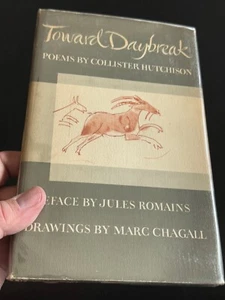 Toward Daybreak
POEMS BY COLLISTER HUTCHISON
EFACE BY JULES ROMAINS
DRAWINGS BY MARC CHAGALL